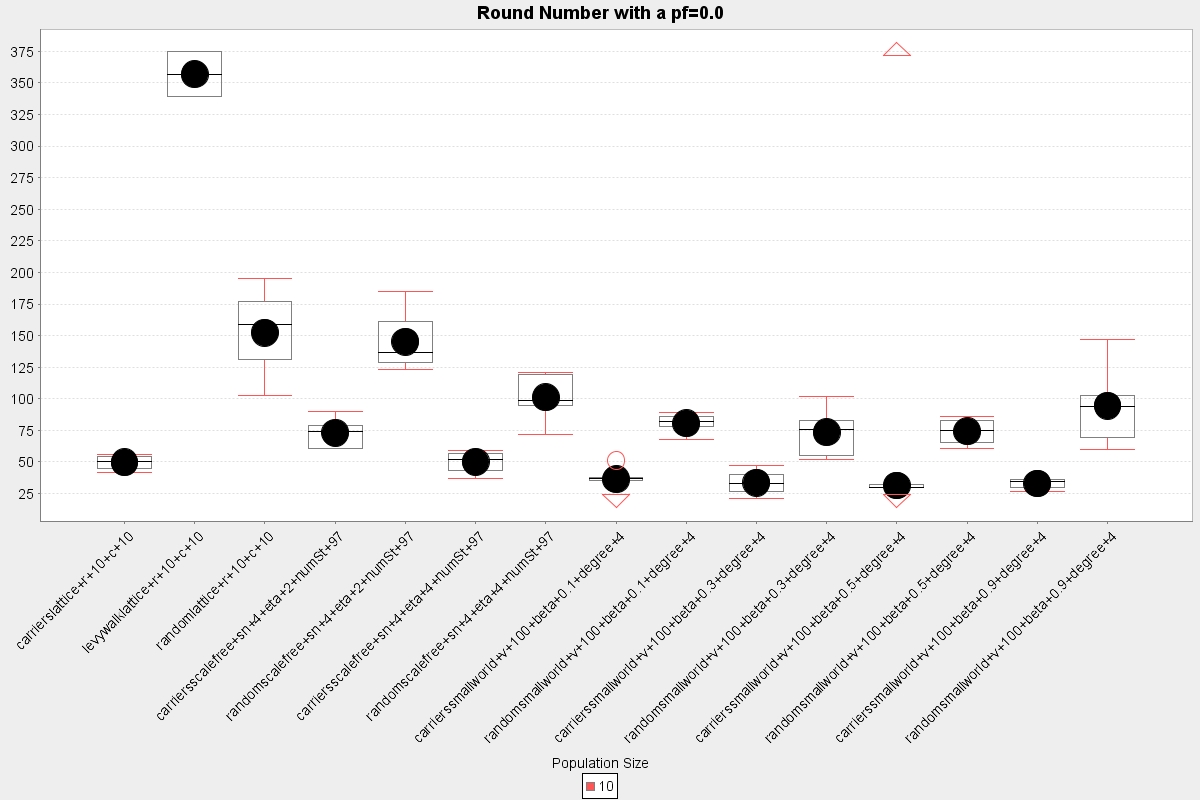 Round Number with a pf=0.0
375
350
325
300
275
250
225
200
175
150
125
100
75
50
25
carrierslattice+r+10+c+10
levywalklattice+r+10+c+10
randomlattice+r+10+c+10
carriersscalefree+sn+4+eta+2+numSt+97
randomscalefree+sn+4+eta+2+numSt+97
carriersscalefree+sn+4+eta+4+numSt+97
randomscalefree+sn+4+eta+4+numSt+97
carrierssmallworld+v+100+beta+0.1+degree+4
randomsmallworld+v+100+beta+0.1+degree+4
carrierssmallworld+v+100+beta+0.3+degree+4
randomsmallworld+v+100+beta+0.3+degree+4
carrierssmallworld+v+100+beta+0.5+degree+4
randomsmallworld+v+100+beta+0.5+degree+4
carrierssmallworld+v+100+beta+0.9+degree+4
randomsmallworld+v+100+beta+0.9+degree+4
Population Size
10